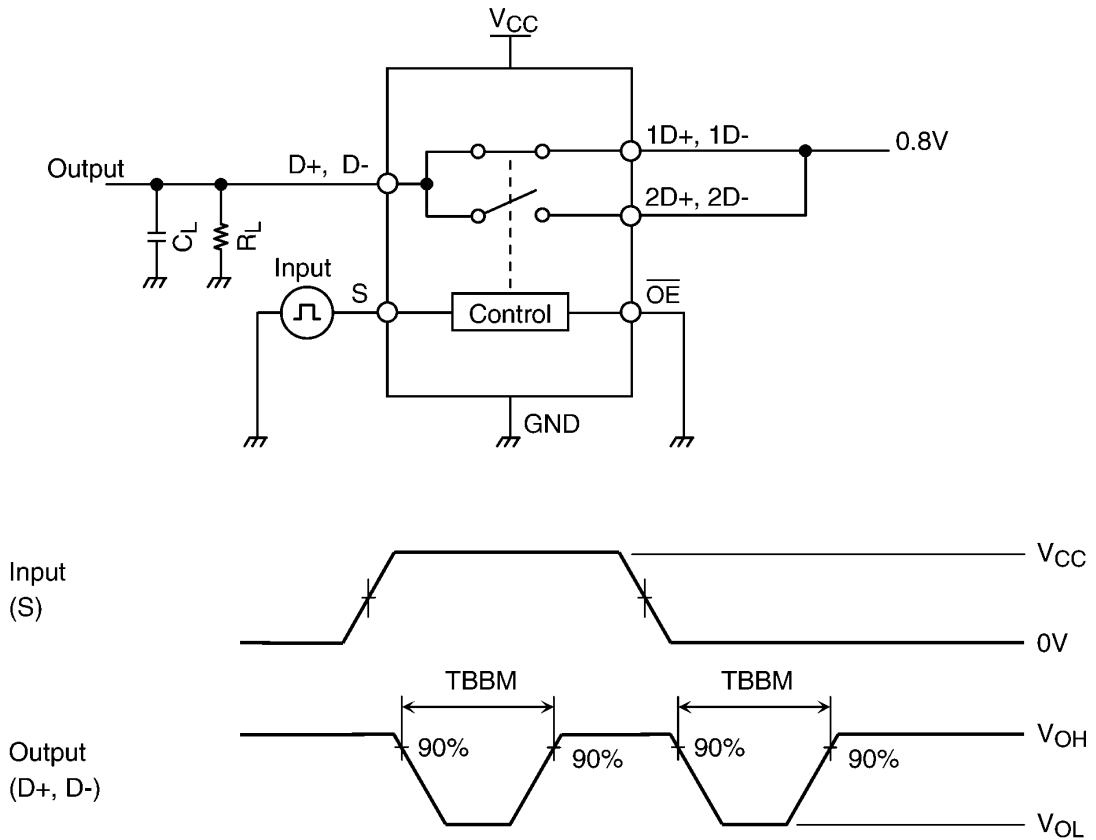 VCC
1D+, 1D-
0.8V
Output
D+, D-
2D+, 2D-
CL
RL
Input
S
Control
OE
GND
Input
(S)
VCC
0V
TBBM
TBBM
Output
(D+, D-)
90%
90%
90%
90%
VOH
VOL